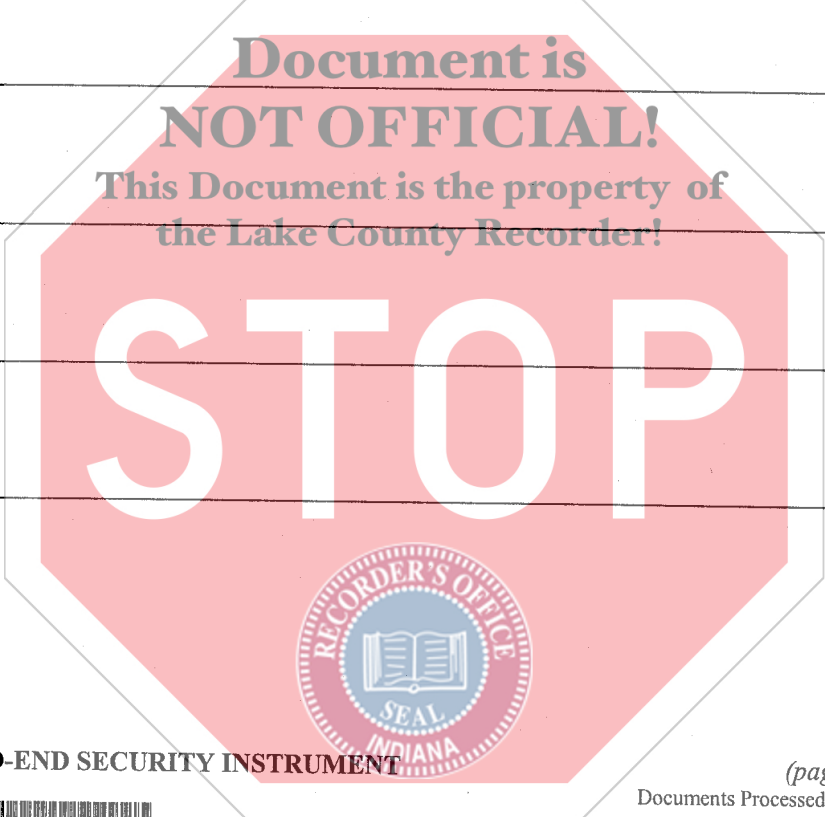 Document is
NOT OFFICIAL!
This Document is the property of
the Lake County Recorder!
STOP
RECORDER'S OFFICE
SEAL
INDIANA
-END SECURITY INSTRUMENT
(pag
Documents Processed